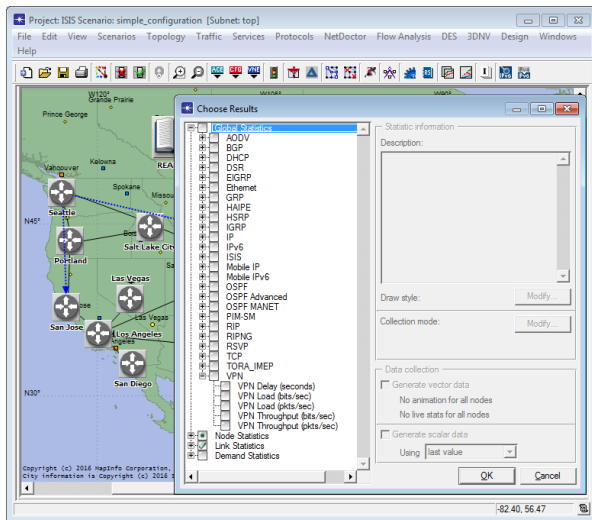 Project: ISIS Scenario: simple_configuration [Subnet: top]
File Edit View Scenarios Topology Traffic Services Protocols NetDoctor Flow Analysis DES 3DNV Design Windows
Help
W120°
W106°
W90°
Grande Prairie
Prince George
Vancouver
Kelowna
REA
Spokane
Missou
Seattle
N45°
Salt Lake City
Portland
Las Vegas
Las Vegas
San Jose
Los Angeles
San Diego
N30°
Copyright (c) 2016 MapInfo Corporation,
City information is Copyright (c) 2016
Choose Results
Global Statistics
AODV
BGP
DHCP
DSR
EIGRP
Ethernet
GRP
HAIPE
HSRP
IGRP
IP
IPv6
ISIS
Mobile IP
Mobile IPv6
OSPF
OSPF Advanced
OSPF MANET
PIM-SM
RIP
RIPNG
RSVP
TCP
TORA_IMEP
VPN
VPN Delay (seconds)
VPN Load (bits/sec)
VPN Load (pkts/sec)
VPN Throughput (bits/sec)
VPN Throughput (pkts/sec)
Node Statistics
Link Statistics
Demand Statistics
Statistic information
Description:
Draw style:
Modify...
Collection mode:
Modify...
Data collection
Generate vector data
No animation for all nodes
No live stats for all nodes
Generate scalar data
Using last value
OK
Cancel
-82.40, 56.47